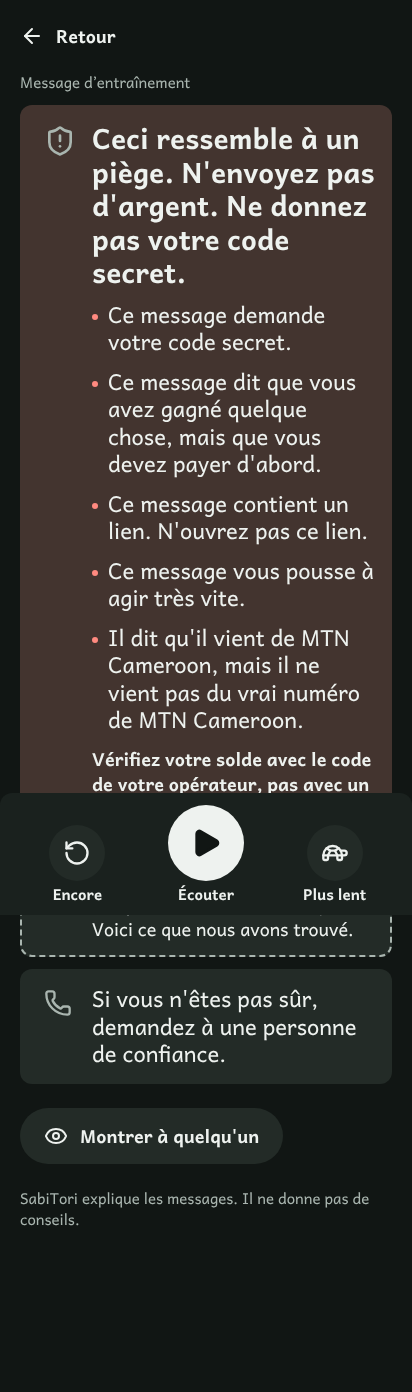 Retour
Message d'entraînement
Ceci ressemble à un
piège. N'envoyez pas
d'argent. Ne donnez
pas votre code
secret.
Ce message demande
votre code secret.
Ce message dit que vous
avez gagné quelque
chose, mais que vous
devez payer d'abord.
Ce message contient un
lien. N'ouvrez pas ce lien.
Ce message vous pousse à
agir très vite.
Il dit qu'il vient de MTN
Cameroon, mais il ne
vient pas du vrai numéro
de MTN Cameroon.
Vérifiez votre solde avec le code
de votre opérateur, pas avec un
Encore
Écouter
Plus lent
Voici ce que nous avons trouvé.
Si vous n'êtes pas sûr,
demandez à une personne
de confiance.
Montrer à quelqu'un
SabiTori explique les messages. Il ne donne pas de
conseils.